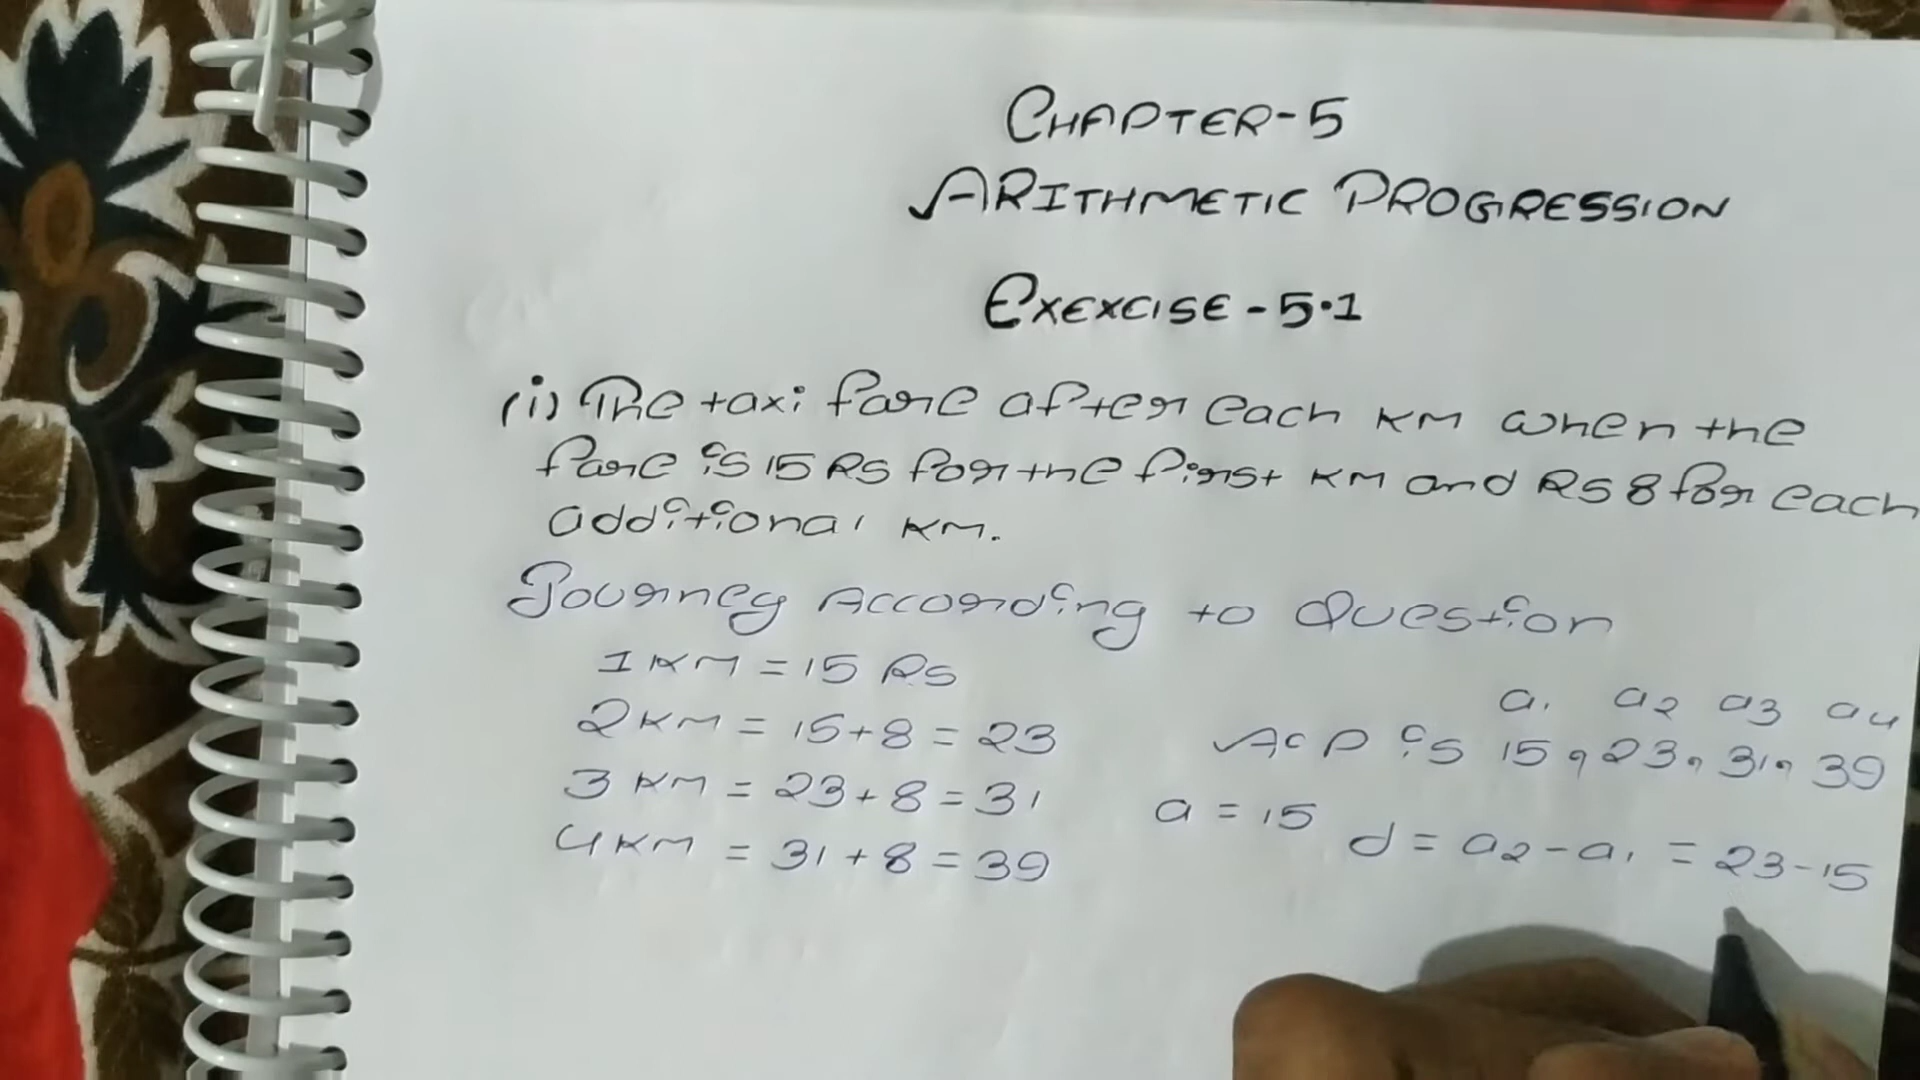 CHAPTER-5
ARITHMETIC PROGRESSION
EXEXCISE-5.1
(i) The taxi fare after each KM when the
fare is 15 RS for the first KM and RS 8 for each
additional KM.
Journey According to Question
1 KM = 15 Rs
2 KM = 15+8 = 23
3 KM = 23+8 = 31
4 KM = 31+8 = 39
a1 a2 a3 a4
A.P is 15, 23, 31, 39
a = 15
d = a2-a1 = 23-15